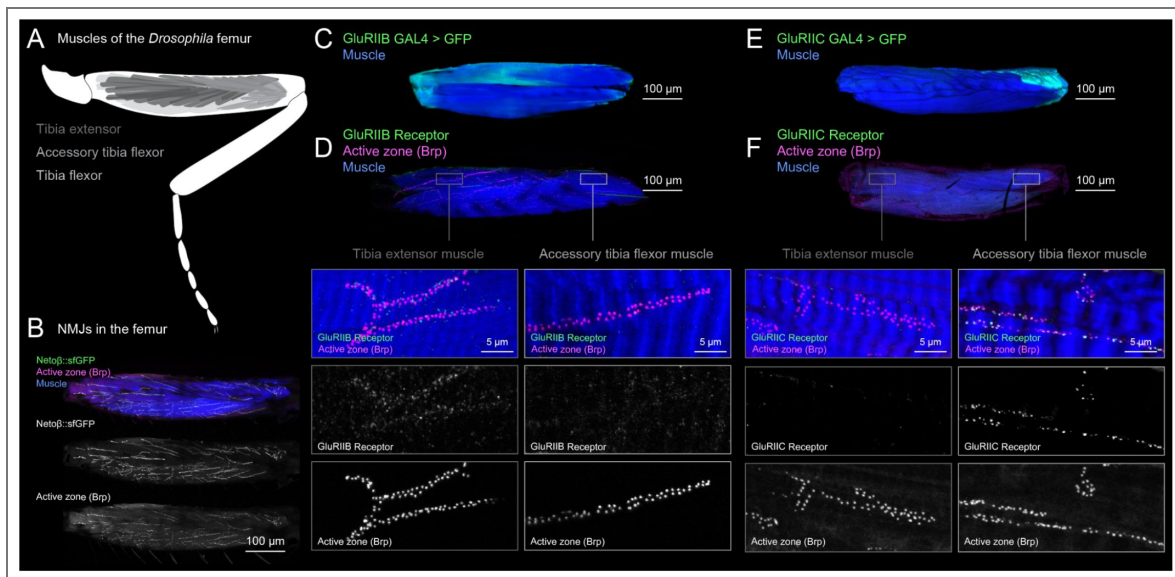 A Muscles of the Drosophila femur
Tibia extensor
Accessory tibia flexor
Tibia flexor
B NMJs in the femur
Netoβ::sfGFP
Active zone (Brp)
Muscle
Netoβ::sfGFP
Active zone (Brp)
100 µm
C GluRIIB GAL4 > GFP
Muscle
100 µm
D GluRIIB Receptor
Active zone (Brp)
Muscle
100 µm
Tibia extensor muscle
Accessory tibia flexor muscle
GluRIIB Receptor
Active zone (Brp)
5 µm
GluRIIB Receptor
Active zone (Brp)
5 µm
GluRIIB Receptor
GluRIIB Receptor
Active zone (Brp)
Active zone (Brp)
E GluRIIC GAL4 > GFP
Muscle
100 µm
F GluRIIC Receptor
Active zone (Brp)
Muscle
100 µm
Tibia extensor muscle
Accessory tibia flexor muscle
GluRIIC Receptor
Active zone (Brp)
5 µm
GluRIIC Receptor
Active zone (Brp)
5 µm
GluRIIC Receptor
GluRIIC Receptor
Active zone (Brp)
Active zone (Brp)